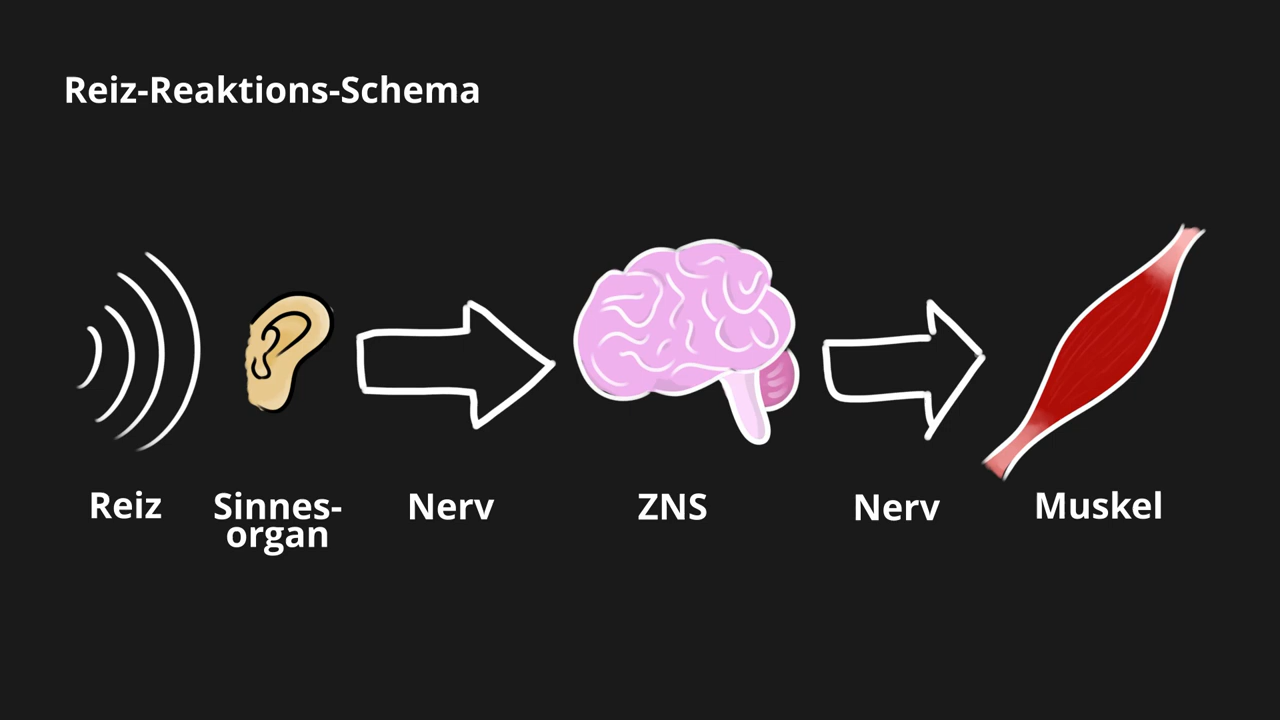 Reiz-Reaktions-Schema
Reiz
Sinnes-
organ
Nerv
ZNS
Nerv
Muskel